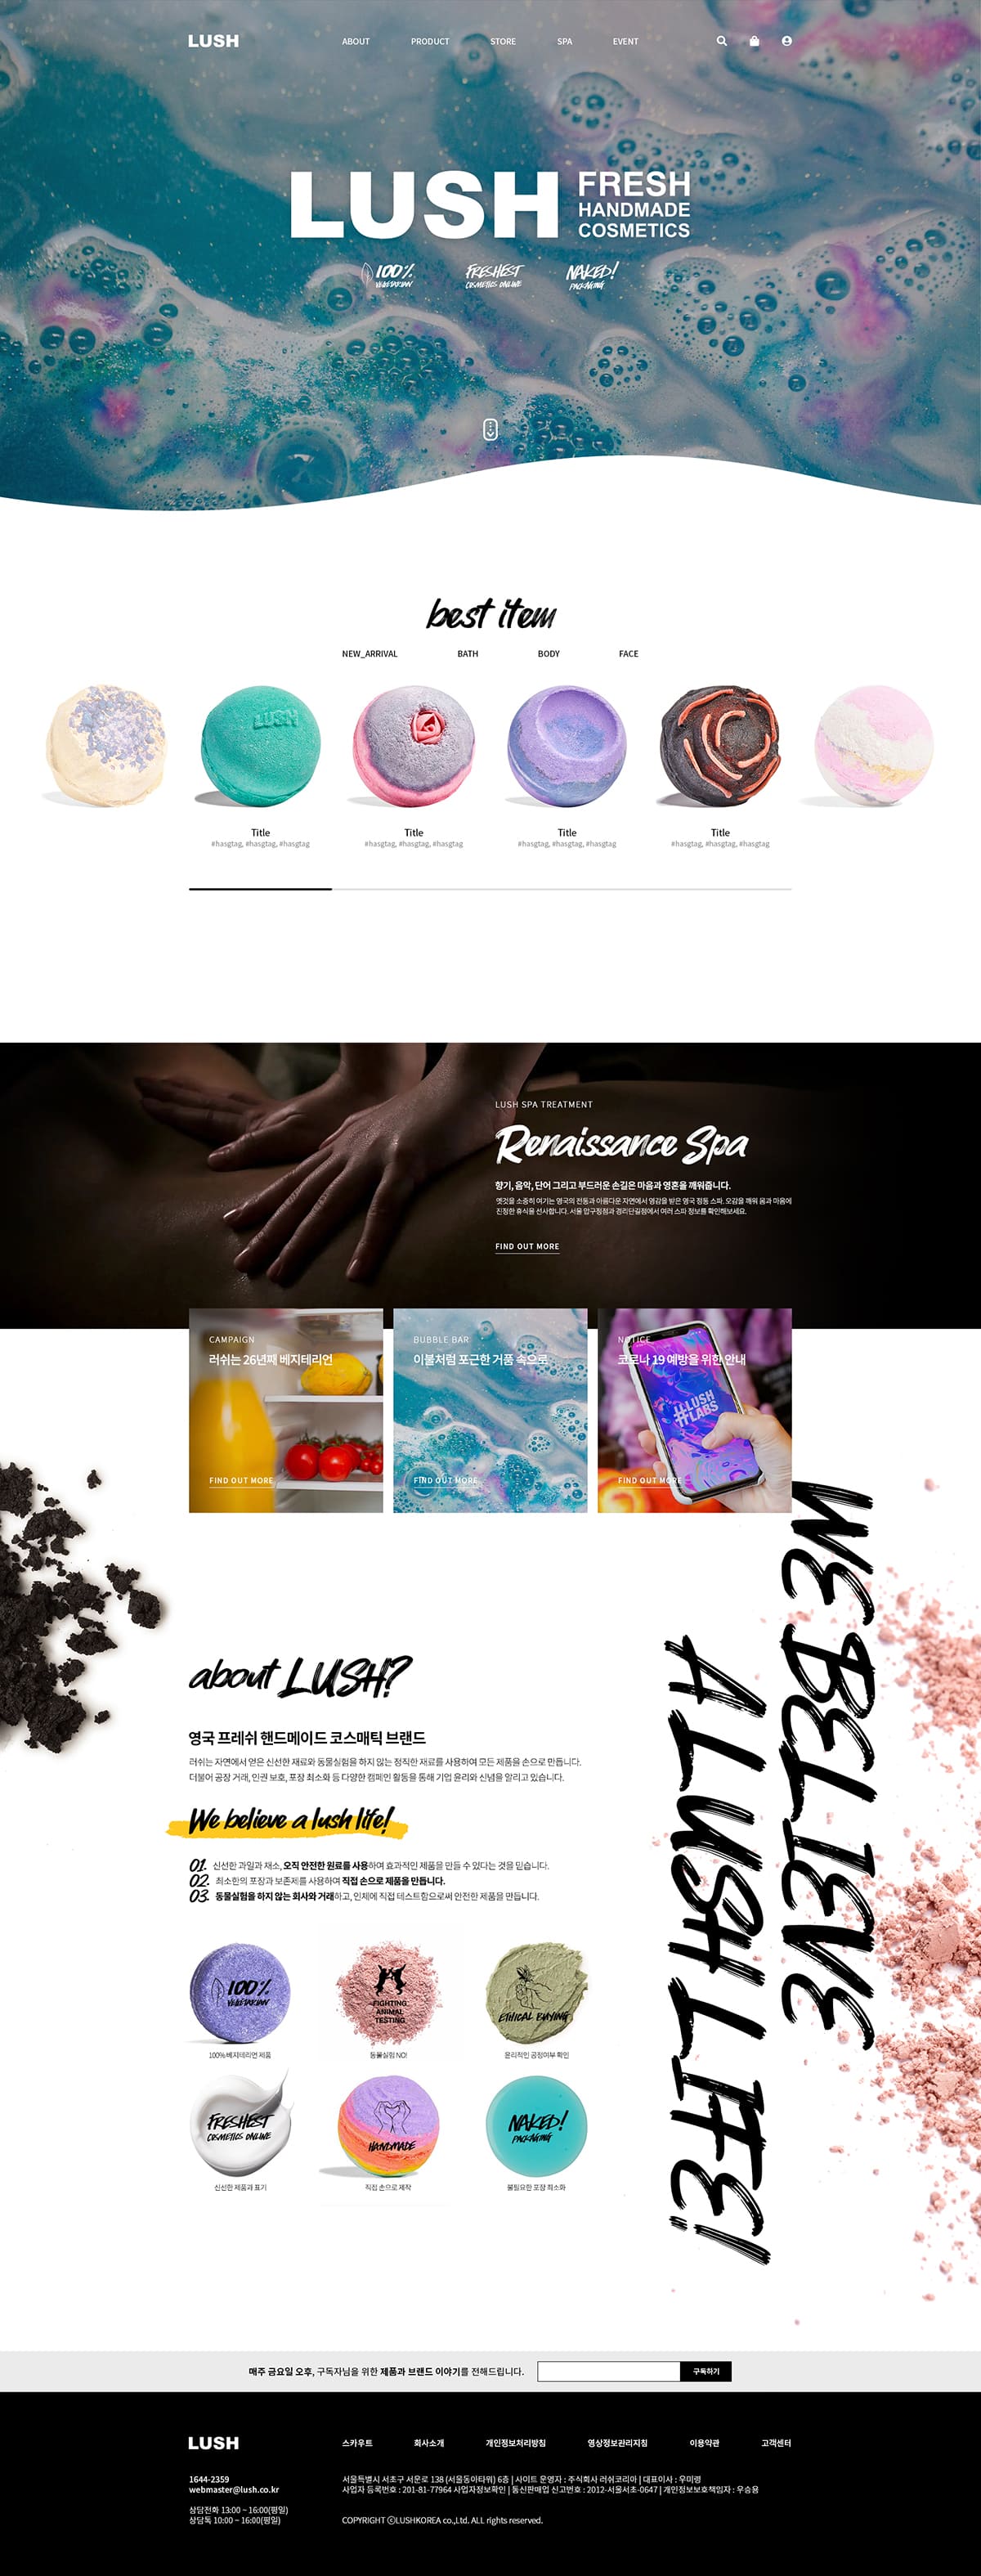 LUSH
ABOUT PRODUCT STORE SPA EVENT
LUSH FRESH
HANDMADE
COSMETICS
100%
VEGETARIAN
FRESHEST
COSMETICS ONLINE
NAKED!
PACKAGING
best item
NEW_ARRIVAL BATH BODY FACE
LUSH
Title Title Title Title
#hasgtag, #hasgtag, #hasgtag #hasgtag, #hasgtag, #hasgtag #hasgtag, #hasgtag, #hasgtag #hasgtag, #hasgtag, #hasgtag
LUSH SPA TREATMENT
Renaissance Spa
향기, 음악, 단어 그리고 부드러운 손길은 마음과 영혼을 깨워줍니다.
옛것을 소중히 여기는 영국의 전통과 아름다운 자연에서 영감을 받은 영국 정통 스파. 오감을 깨워 몸과 마음에
진정한 휴식을 선사합니다. 서울 압구정점과 경리단길점에서 여러 스파 정보를 확인해보세요.
FIND OUT MORE
CAMPAIGN
러쉬는 26년째 베지테리언
FIND OUT MORE
BUBBLE BAR
이불처럼 포근한 거품 속으로
FIND OUT MORE
NOTICE
코로나 19 예방을 위한 안내
#LUSH
LABS
FIND OUT MORE
WE BELIEVE
A LUSH LIFE!
about LUSH?
영국 프레쉬 핸드메이드 코스매틱 브랜드
러쉬는 자연에서 얻은 신선한 재료와 동물실험을 하지 않는 정직한 재료를 사용하여 모든 제품을 손으로 만듭니다.
더불어 공정 거래, 인권 보호, 포장 최소화 등 다양한 캠페인 활동을 통해 기업 윤리와 신념을 알리고 있습니다.
We believe a lush life!
01. 신선한 과일과 채소, 오직 안전한 원료를 사용하여 효과적인 제품을 만들 수 있다는 것을 믿습니다.
02. 최소한의 포장과 보존제를 사용하여 직접 손으로 제품을 만듭니다.
03. 동물실험을 하지 않는 회사와 거래하고, 인체에 직접 테스트함으로써 안전한 제품을 만듭니다.
100%
VEGETARIAN
FIGHTING
ANIMAL
TESTING
ETHICAL BUYING
100% 베지테리언 제품 동물실험 NO! 윤리적인 공정여부 확인
FRESHEST
COSMETICS ONLINE
HANDMADE
NAKED!
PACKAGING
신선한 제품과 표기 직접 손으로 제작 불필요한 포장 최소화
매주 금요일 오후, 구독자님을 위한 제품과 브랜드 이야기를 전해드립니다. 구독하기
LUSH 스카우트 회사소개 개인정보처리방침 영상정보관리지침 이용약관 고객센터
1644-2359
webmaster@lush.co.kr
상담전화 13:00 ~ 16:00(평일)
상담톡 10:00 ~ 16:00(평일)
서울특별시 서초구 서운로 138 (서울동아타워) 6층 | 사이트 운영자 : 주식회사 러쉬코리아 | 대표이사 : 우미령
사업자 등록번호 : 201-81-77964 사업자정보확인 | 통신판매업 신고번호 : 2012-서울서초-0647 | 개인정보보호책임자 : 우승용
COPYRIGHT ⓒLUSHKOREA co.,Ltd. ALL rights reserved.